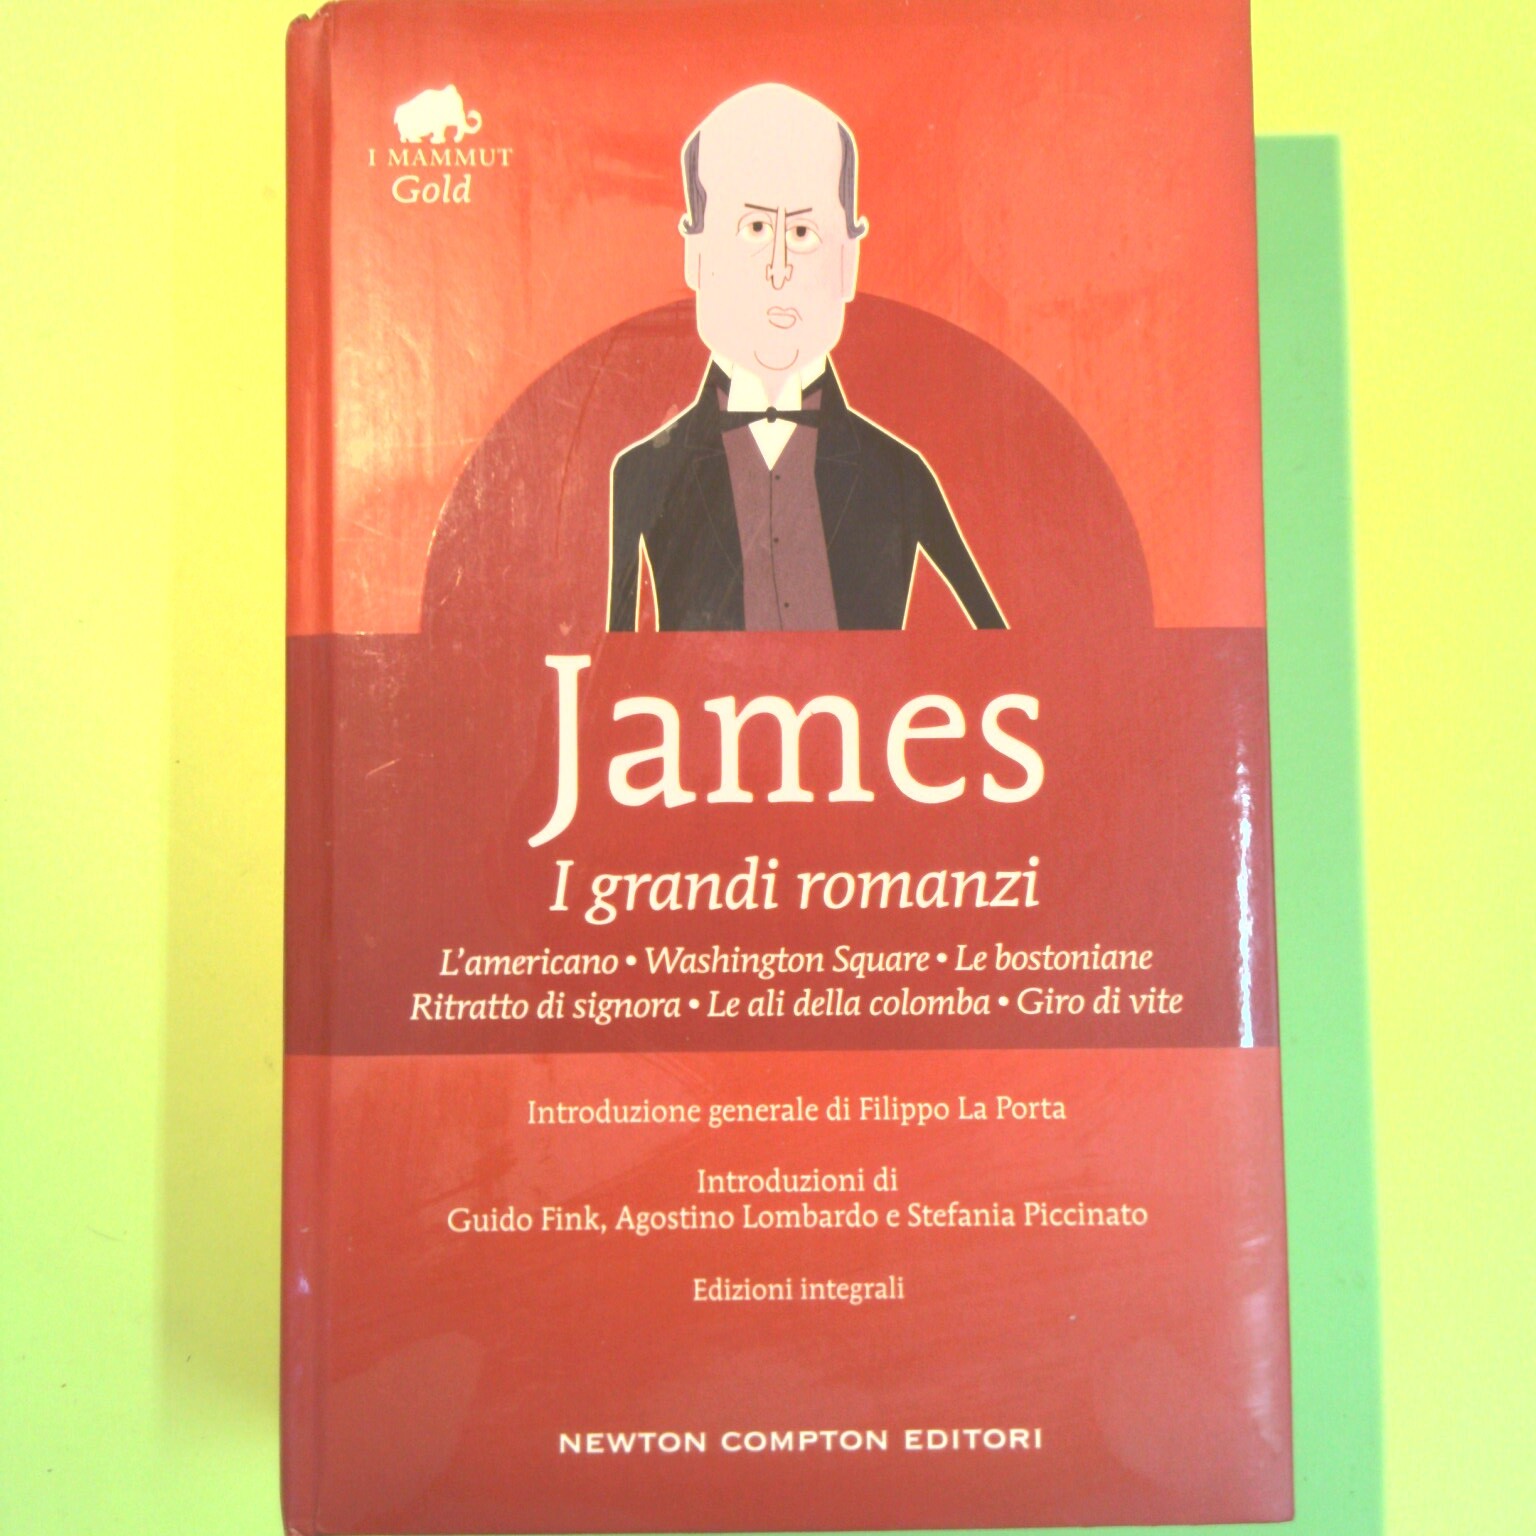 I MAMMUT
Gold
James
I grandi romanzi
L'americano • Washington Square • Le bostoniane
Ritratto di signora • Le ali della colomba • Giro di vite
Introduzione generale di Filippo La Porta
Introduzioni di
Guido Fink, Agostino Lombardo e Stefania Piccinato
Edizioni integrali
NEWTON COMPTON EDITORI